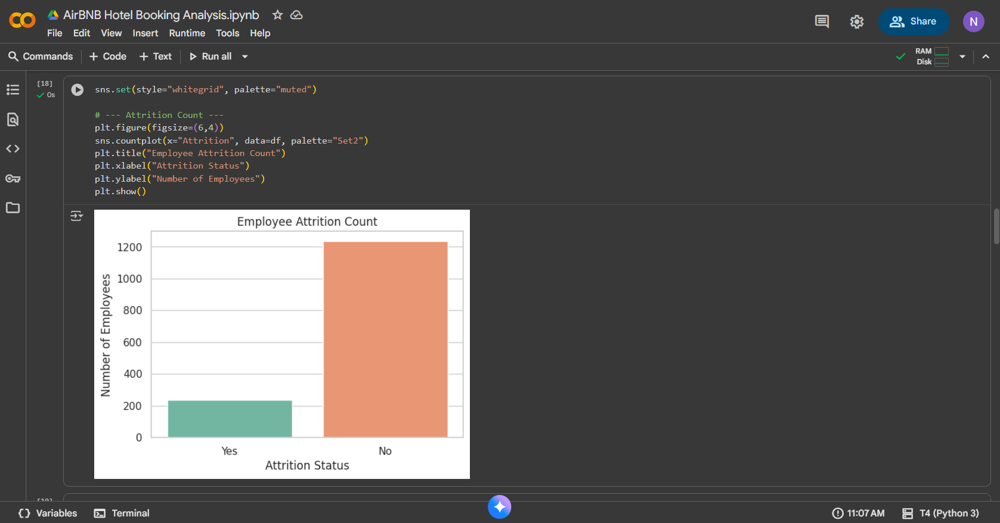 AirBNB Hotel Booking Analysis.ipynb
File Edit View Insert Runtime Tools Help
Share
N
Commands + Code + Text Run all
RAM
Disk
[18]
0s
sns.set(style="whitegrid", palette="muted")
# --- Attrition Count ---
plt.figure(figsize=(6,4))
sns.countplot(x="Attrition", data=df, palette="Set2")
plt.title("Employee Attrition Count")
plt.xlabel("Attrition Status")
plt.ylabel("Number of Employees")
plt.show()
Employee Attrition Count
Number of Employees
1200
1000
800
600
400
200
0
Yes No
Attrition Status
[19]
Variables Terminal
11:07 AM T4 (Python 3)